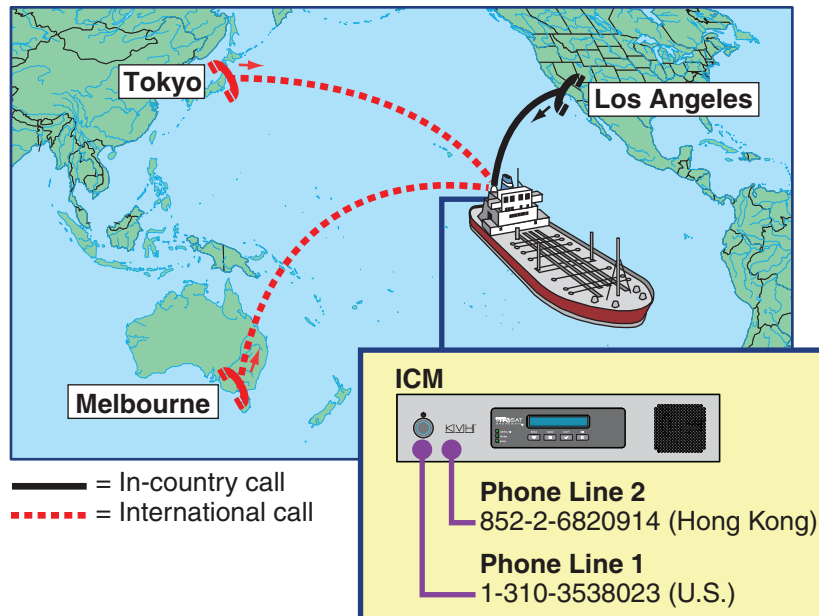 Tokyo
Los Angeles
Melbourne
ICM
KVH
= In-country call
= International call
Phone Line 2
852-2-6820914 (Hong Kong)
Phone Line 1
1-310-3538023 (U.S.)